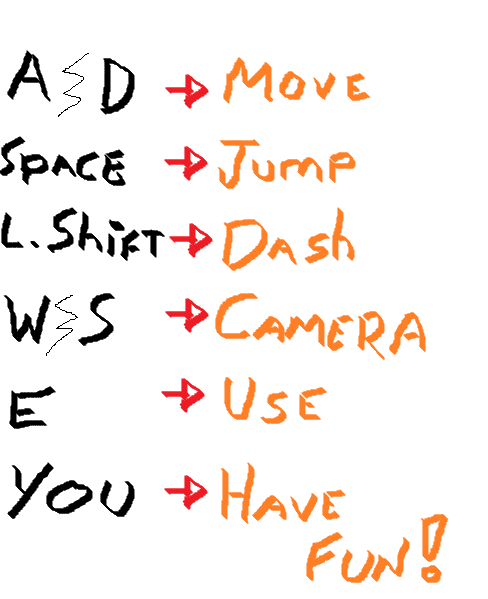 A & D → MOVE
SPACE → JUMP
L.Shift → DASh
W & S → CAMERA
E → USE
YOU → HAVE
FUN!